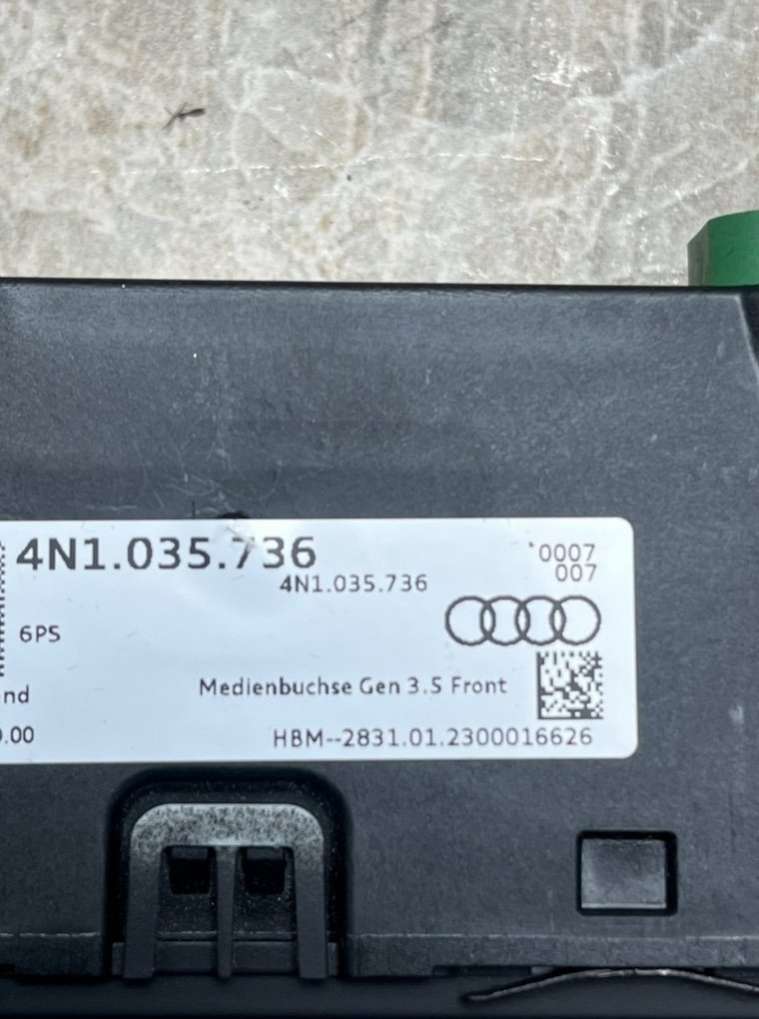 4N1.035.736
4N1.035.736
0007
007
6PS
Medienbuchse Gen 3.5 Front
nd
.00
HBM--2831.01.2300016626